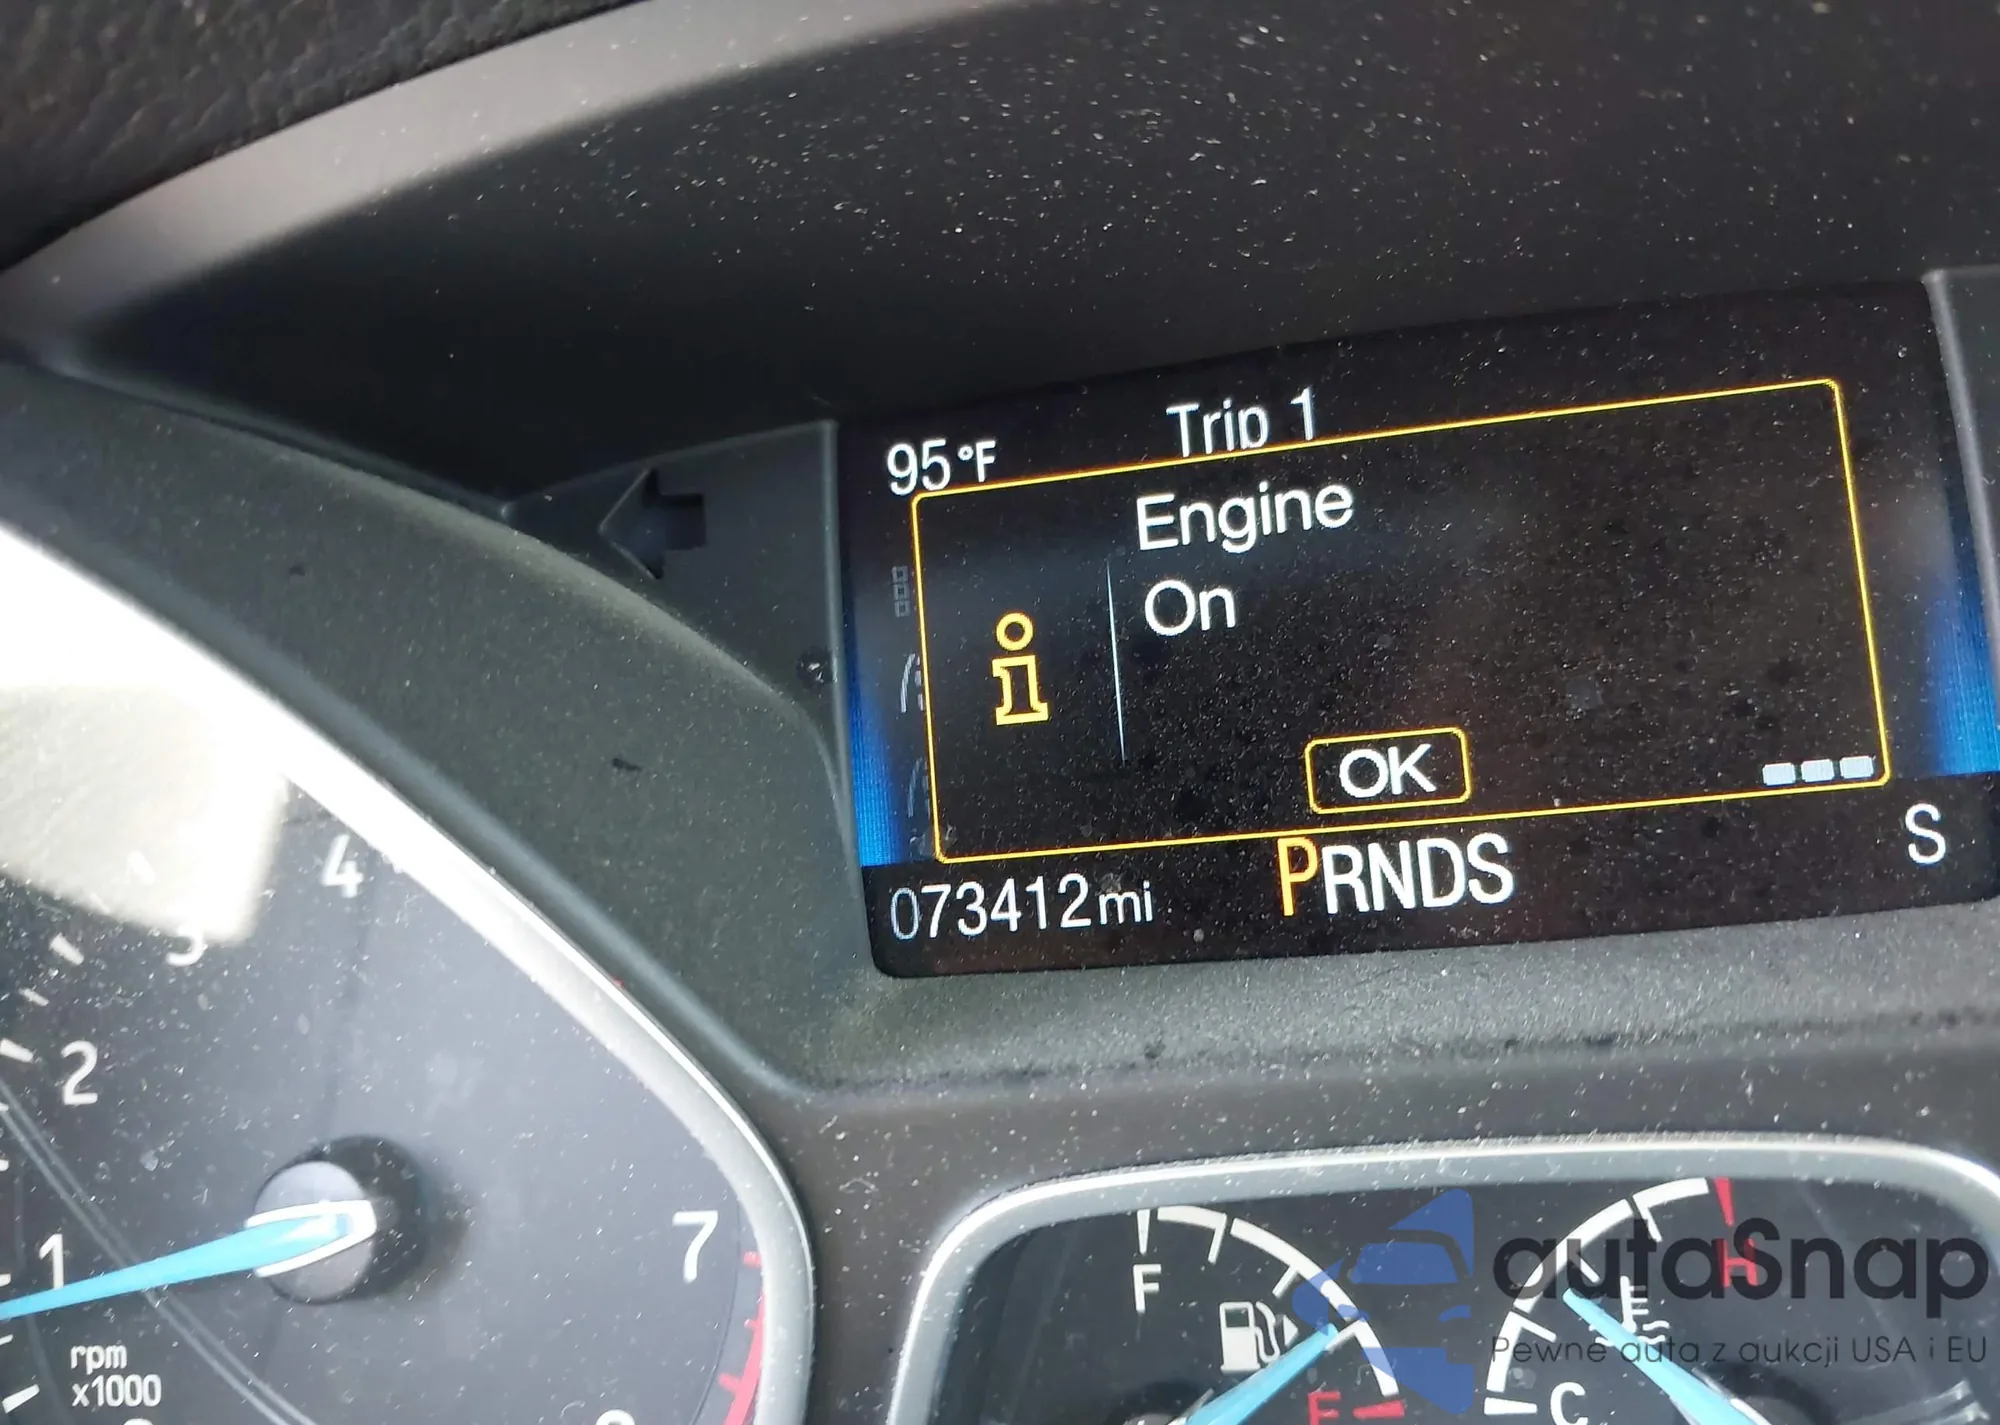 95°F
Trip 1
Engine
On
OK
073412mi
PRNDS
S
4
3
2
1
7
rpm
x1000
F
E
H
C
autaSnap
Pewne auta z aukcji USA i EU